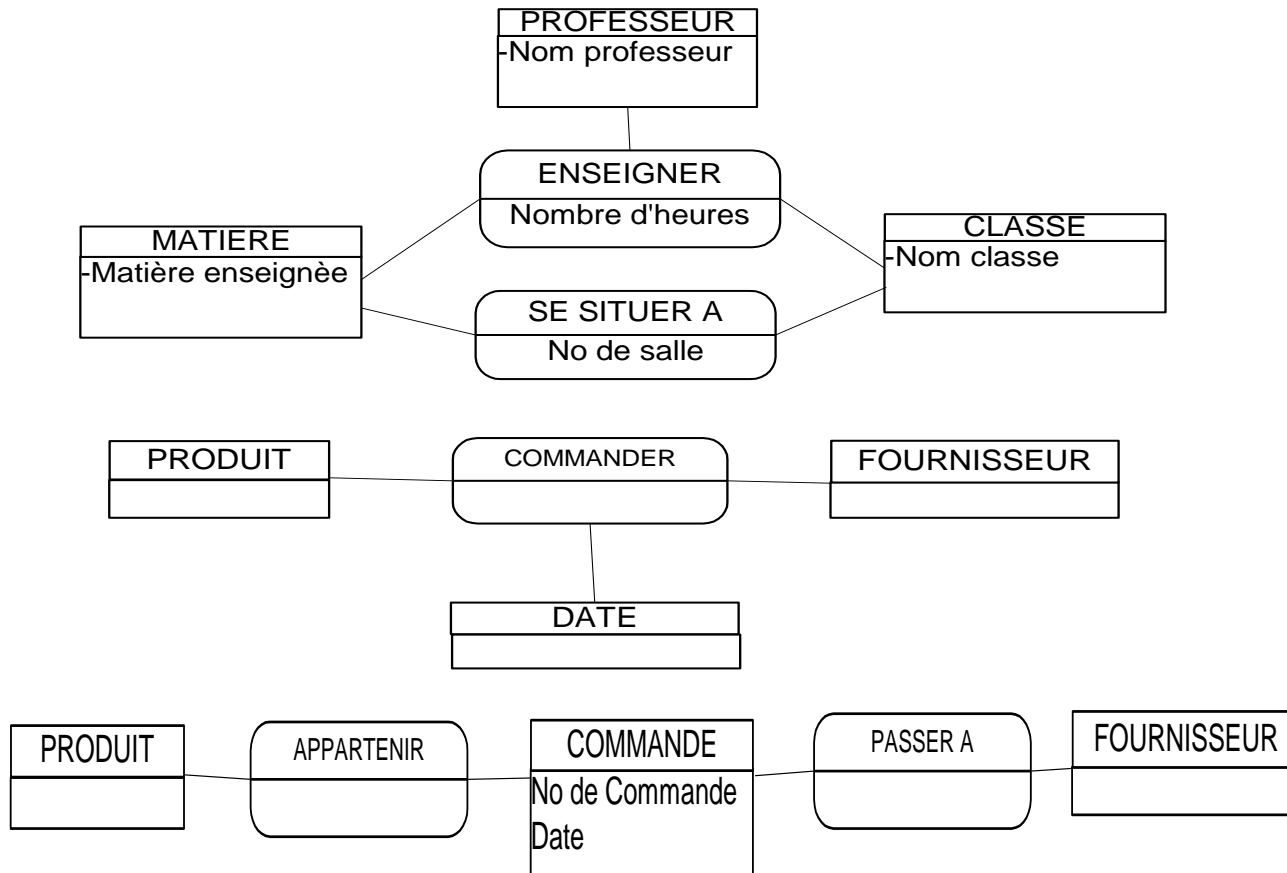 PROFESSEUR
-Nom professeur
ENSEIGNER
Nombre d'heures
MATIERE
-Matière enseignèe
CLASSE
-Nom classe
SE SITUER A
No de salle
PRODUIT
COMMANDER
FOURNISSEUR
DATE
PRODUIT
APPARTENIR
COMMANDE
No de Commande
Date
PASSER A
FOURNISSEUR